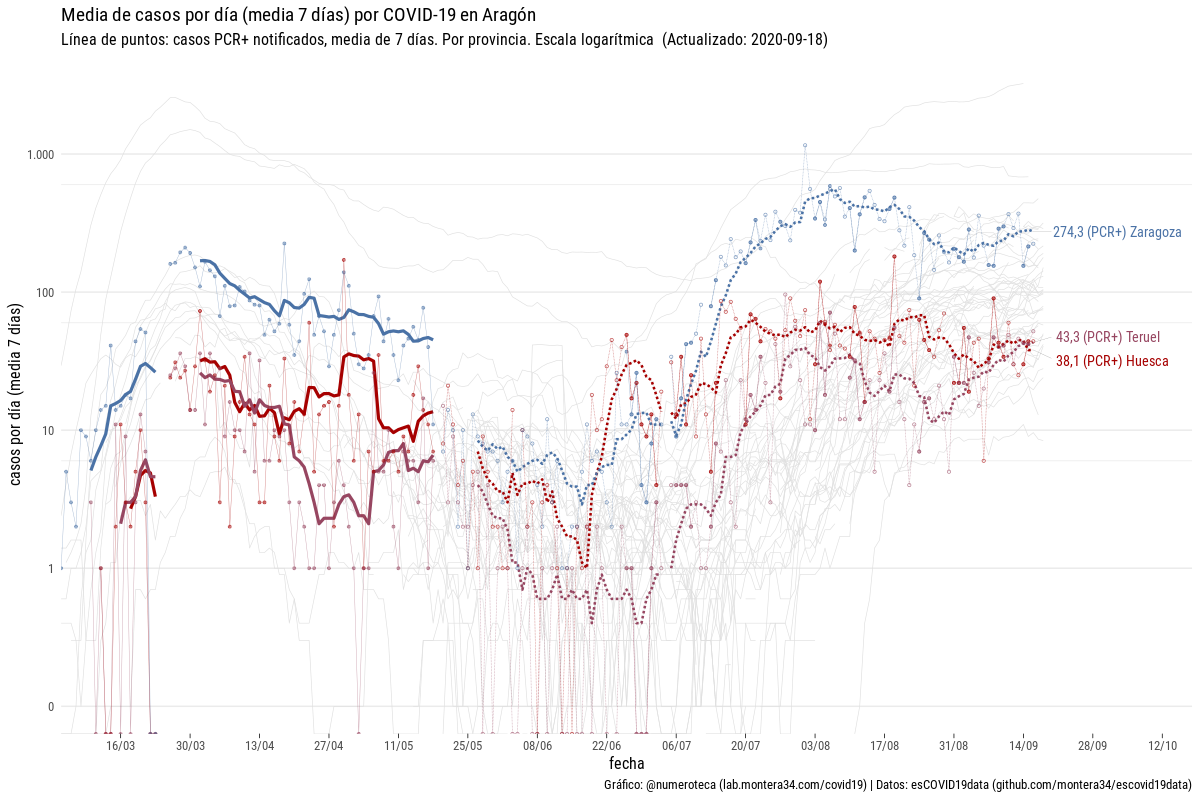 Media de casos por día (media 7 días) por COVID-19 en Aragón
Línea de puntos: casos PCR+ notificados, media de 7 días. Por provincia. Escala logarítmica (Actualizado: 2020-09-18)
casos por día (media 7 días)
1.000
100
10
1
0
274,3 (PCR+) Zaragoza
43,3 (PCR+) Teruel
38,1 (PCR+) Huesca
16/03 30/03 13/04 27/04 11/05 25/05 08/06 22/06 06/07 20/07 03/08 17/08 31/08 14/09 28/09 12/10
fecha
Gráfico: @numeroteca (lab.montera34.com/covid19) | Datos: esCOVID19data (github.com/montera34/escovid19data)